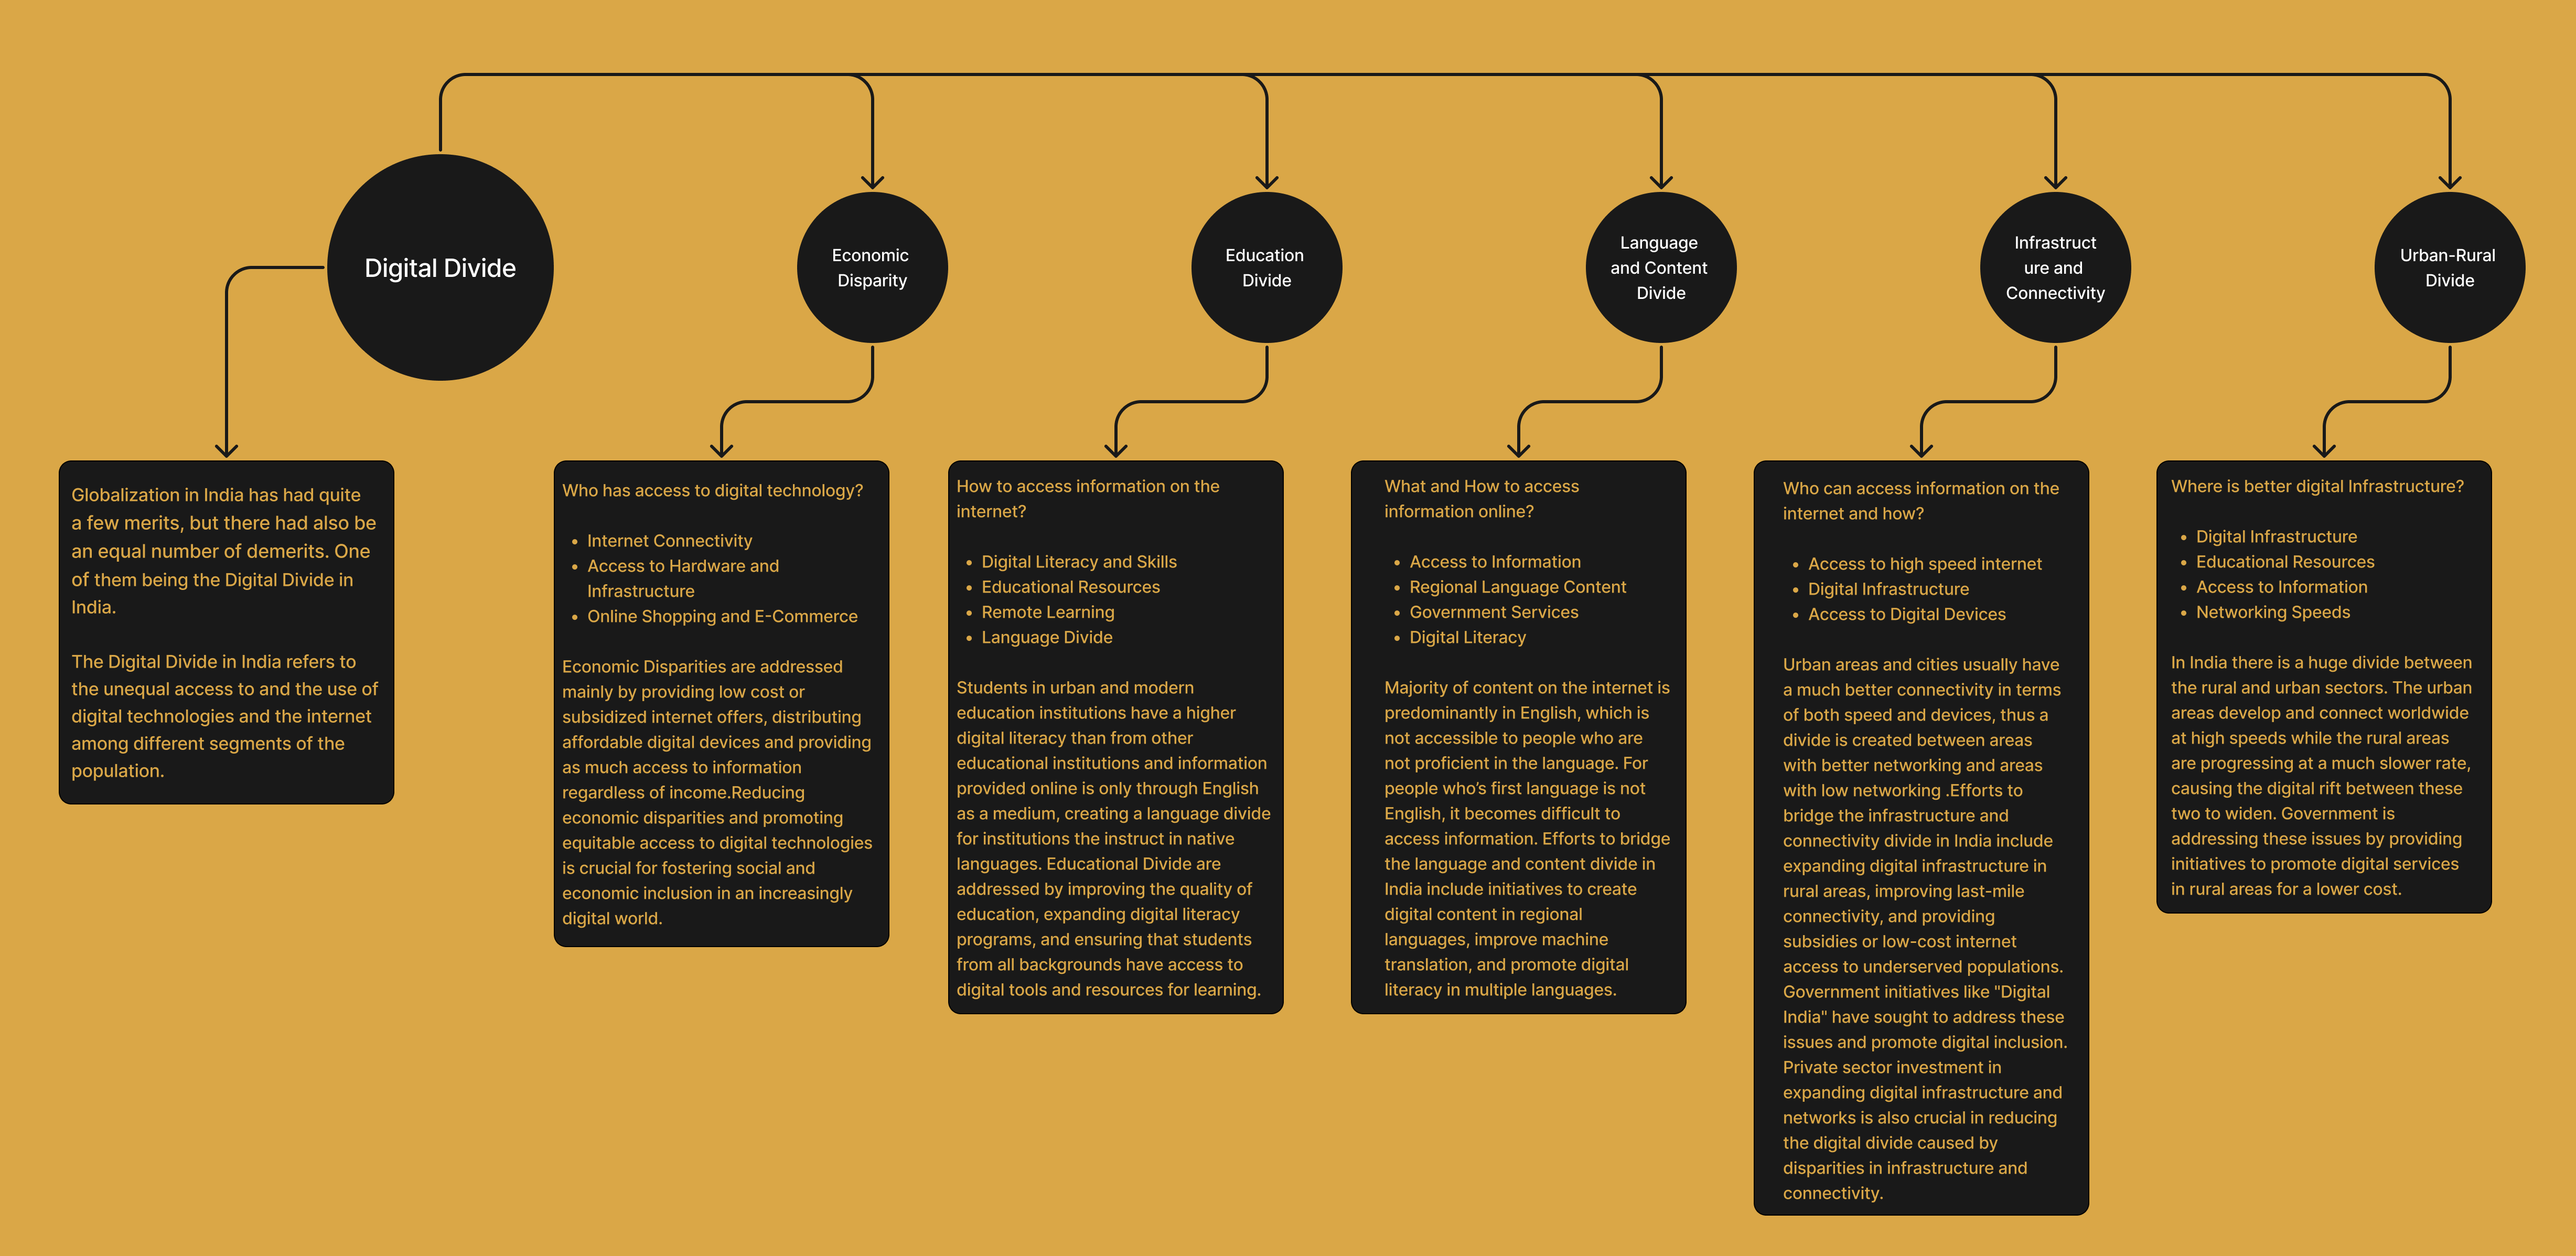 Digital Divide
Economic
Disparity
Education
Divide
Language
and Content
Divide
Infrastruct
ure and
Connectivity
Urban-Rural
Divide
Globalization in India has had quite
a few merits, but there had also be
an equal number of demerits. One
of them being the Digital Divide in
India.
The Digital Divide in India refers to
the unequal access to and the use of
digital technologies and the internet
among different segments of the
population.
Who has access to digital technology?
• Internet Connectivity
• Access to Hardware and
Infrastructure
• Online Shopping and E-Commerce
Economic Disparities are addressed
mainly by providing low cost or
subsidized internet offers, distributing
affordable digital devices and providing
as much access to information
regardless of income.Reducing
economic disparities and promoting
equitable access to digital technologies
is crucial for fostering social and
economic inclusion in an increasingly
digital world.
How to access information on the
internet?
• Digital Literacy and Skills
• Educational Resources
• Remote Learning
• Language Divide
Students in urban and modern
education institutions have a higher
digital literacy than from other
educational institutions and information
provided online is only through English
as a medium, creating a language divide
for institutions the instruct in native
languages. Educational Divide are
addressed by improving the quality of
education, expanding digital literacy
programs, and ensuring that students
from all backgrounds have access to
digital tools and resources for learning.
What and How to access
information online?
• Access to Information
• Regional Language Content
• Government Services
• Digital Literacy
Majority of content on the internet is
predominantly in English, which is
not accessible to people who are
not proficient in the language. For
people who’s first language is not
English, it becomes difficult to
access information. Efforts to bridge
the language and content divide in
India include initiatives to create
digital content in regional
languages, improve machine
translation, and promote digital
literacy in multiple languages.
Who can access information on the
internet and how?
• Access to high speed internet
• Digital Infrastructure
• Access to Digital Devices
Urban areas and cities usually have
a much better connectivity in terms
of both speed and devices, thus a
divide is created between areas
with better networking and areas
with low networking .Efforts to
bridge the infrastructure and
connectivity divide in India include
expanding digital infrastructure in
rural areas, improving last-mile
connectivity, and providing
subsidies or low-cost internet
access to underserved populations.
Government initiatives like "Digital
India" have sought to address these
issues and promote digital inclusion.
Private sector investment in
expanding digital infrastructure and
networks is also crucial in reducing
the digital divide caused by
disparities in infrastructure and
connectivity.
Where is better digital Infrastructure?
• Digital Infrastructure
• Educational Resources
• Access to Information
• Networking Speeds
In India there is a huge divide between
the rural and urban sectors. The urban
areas develop and connect worldwide
at high speeds while the rural areas
are progressing at a much slower rate,
causing the digital rift between these
two to widen. Government is
addressing these issues by providing
initiatives to promote digital services
in rural areas for a lower cost.